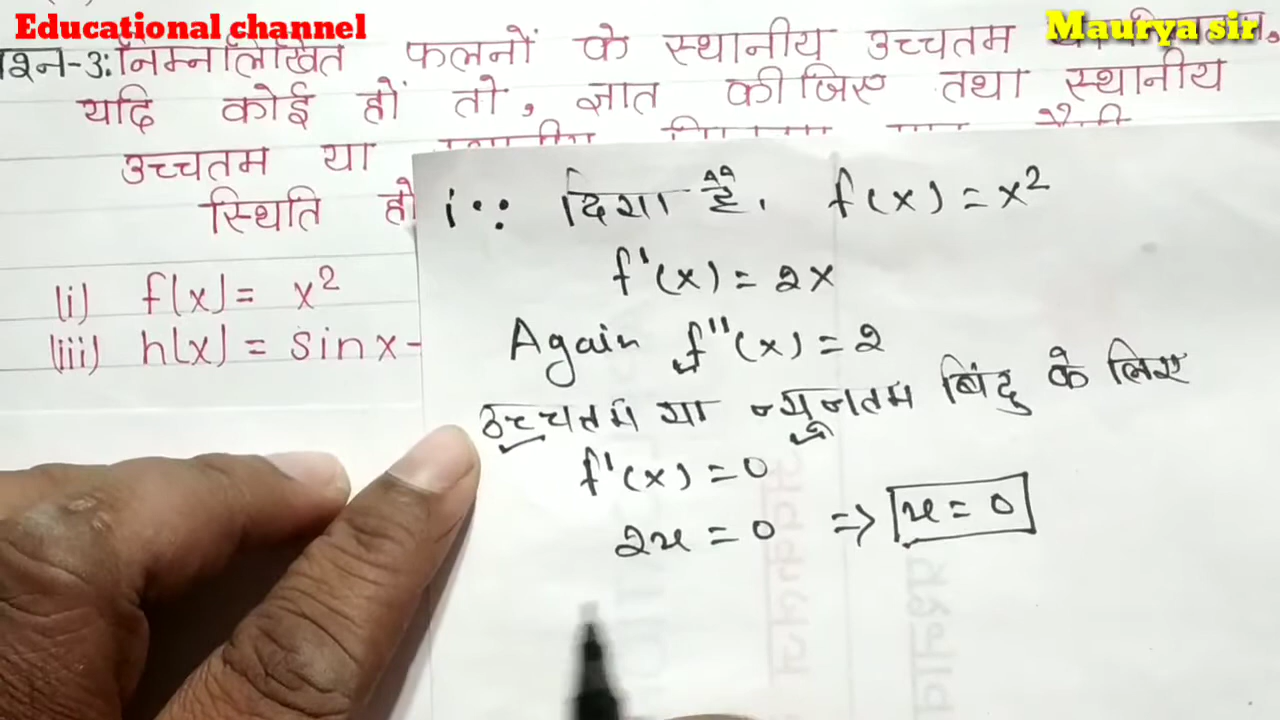 Educational channel
Maurya sir
प्रश्न-3: निम्नलिखित फलनों के स्थानीय उच्चतम
यदि कोई हों तो, ज्ञात कीजिए तथा स्थानीय
उच्चतम या
स्थिति हो
(i) f(x) = x²
(iii) h(x) = sinx-
i∵ दिया है, f(x) = x²
f'(x) = 2x
Again f''(x) = 2
उच्चतम या न्यूनतम बिंदु के लिए
f'(x) = 0
2x = 0 => x = 0